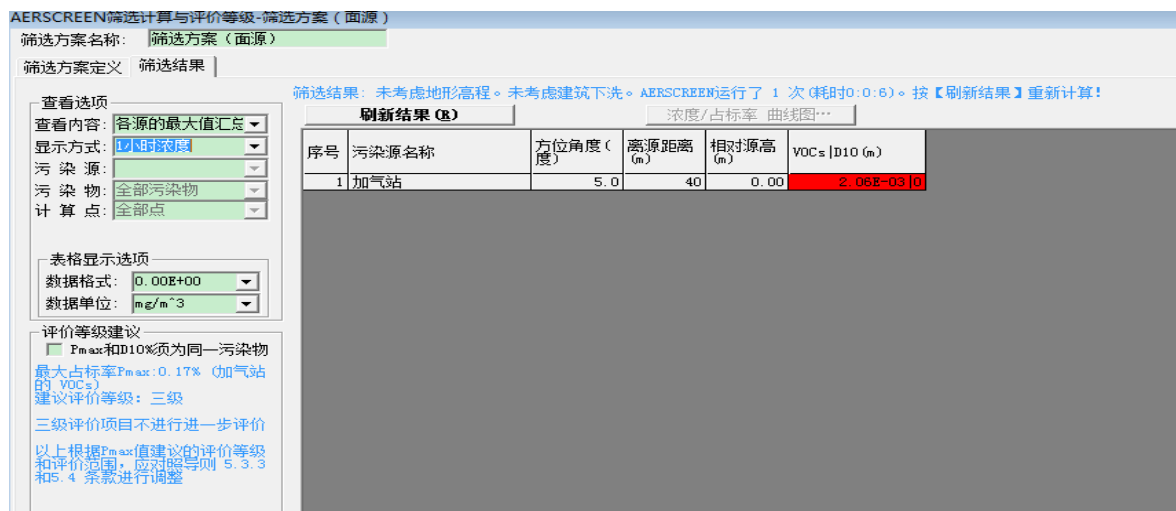 AERSCREEN筛选计算与评价等级-筛选方案（面源）
筛选方案名称: 筛选方案（面源）
筛选方案定义 筛选结果
筛选结果: 未考虑地形高程。未考虑建筑下洗。AERSCREEN运行了 1 次(耗时0:0:6)。按【刷新结果】重新计算!
查看选项
查看内容: 各源的最大值汇总
显示方式: 1小时浓度
污 染 源:
污 染 物: 全部污染物
计 算 点: 全部点
表格显示选项
数据格式: 0.00E+00
数据单位: mg/m^3
评价等级建议
Pmax和D10%须为同一污染物
最大占标率Pmax:0.17% (加气站
的 VOCs)
建议评价等级: 三级
三级评价项目不进行进一步评价
以上根据Pmax值建议的评价等级
和评价范围，应对照导则 5.3.3
和5.4 条款进行调整
刷新结果(R) 浓度/占标率 曲线图…
序号 污染源名称 方位角度(度) 离源距离(m) 相对源高(m) VOCs|D10(m)
1 加气站 5.0 40 0.00 2.06E-03|0